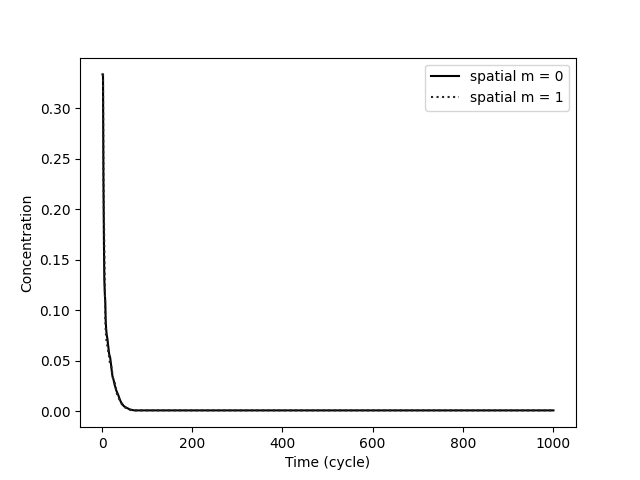 spatial m = 0
spatial m = 1
0.30
0.25
0.20
0.15
0.10
0.05
0.00
Concentration
0 200 400 600 800 1000
Time (cycle)